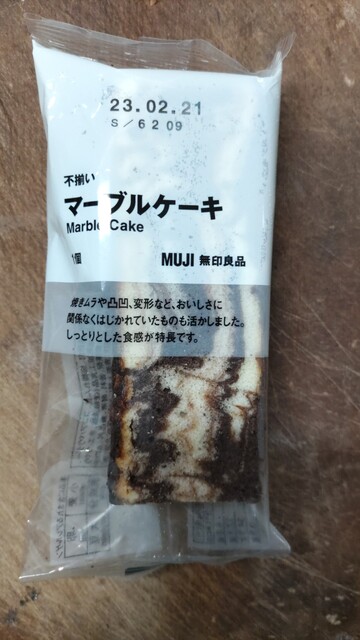 23.02.21
S/6209
不揃い
マーブルケーキ
Marble Cake
1個
MUJI 無印良品
焼きムラや凸凹、変形など、おいしさに
関係なくはじかれていたものも活かしました。
しっとりとした食感が特長です。